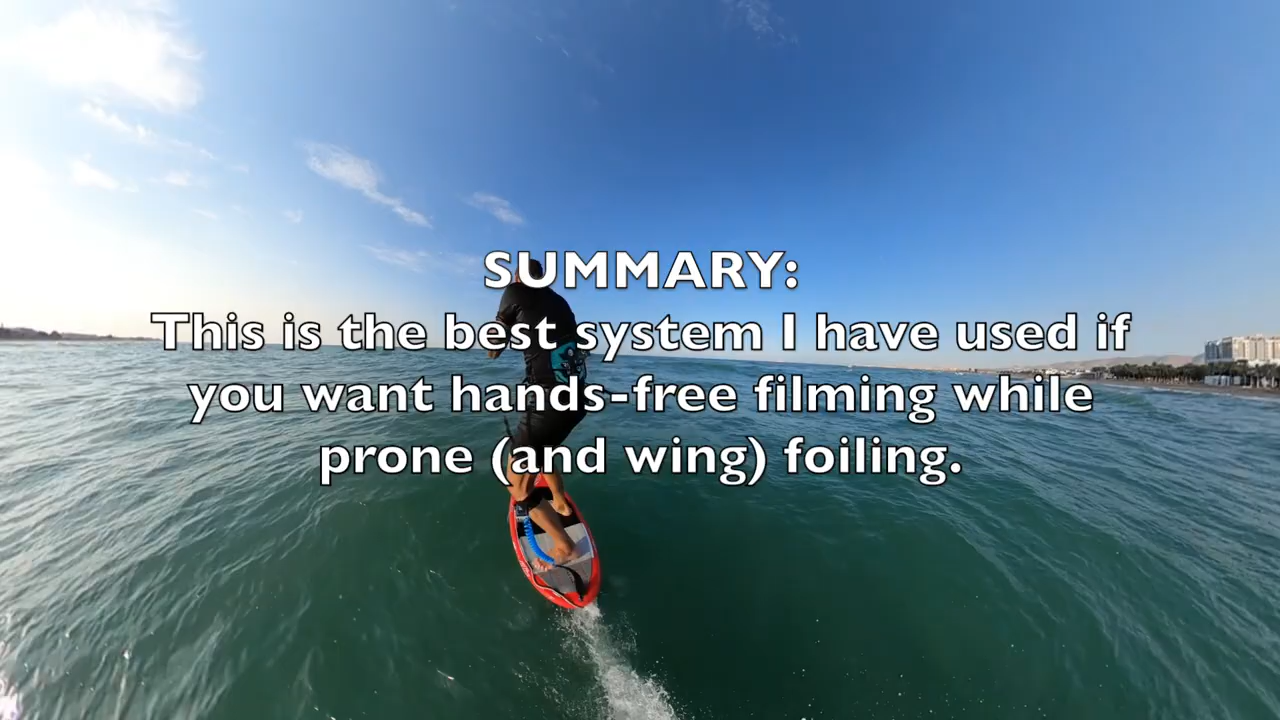 SUMMARY:
This is the best system I have used if
you want hands-free filming while
prone (and wing) foiling.